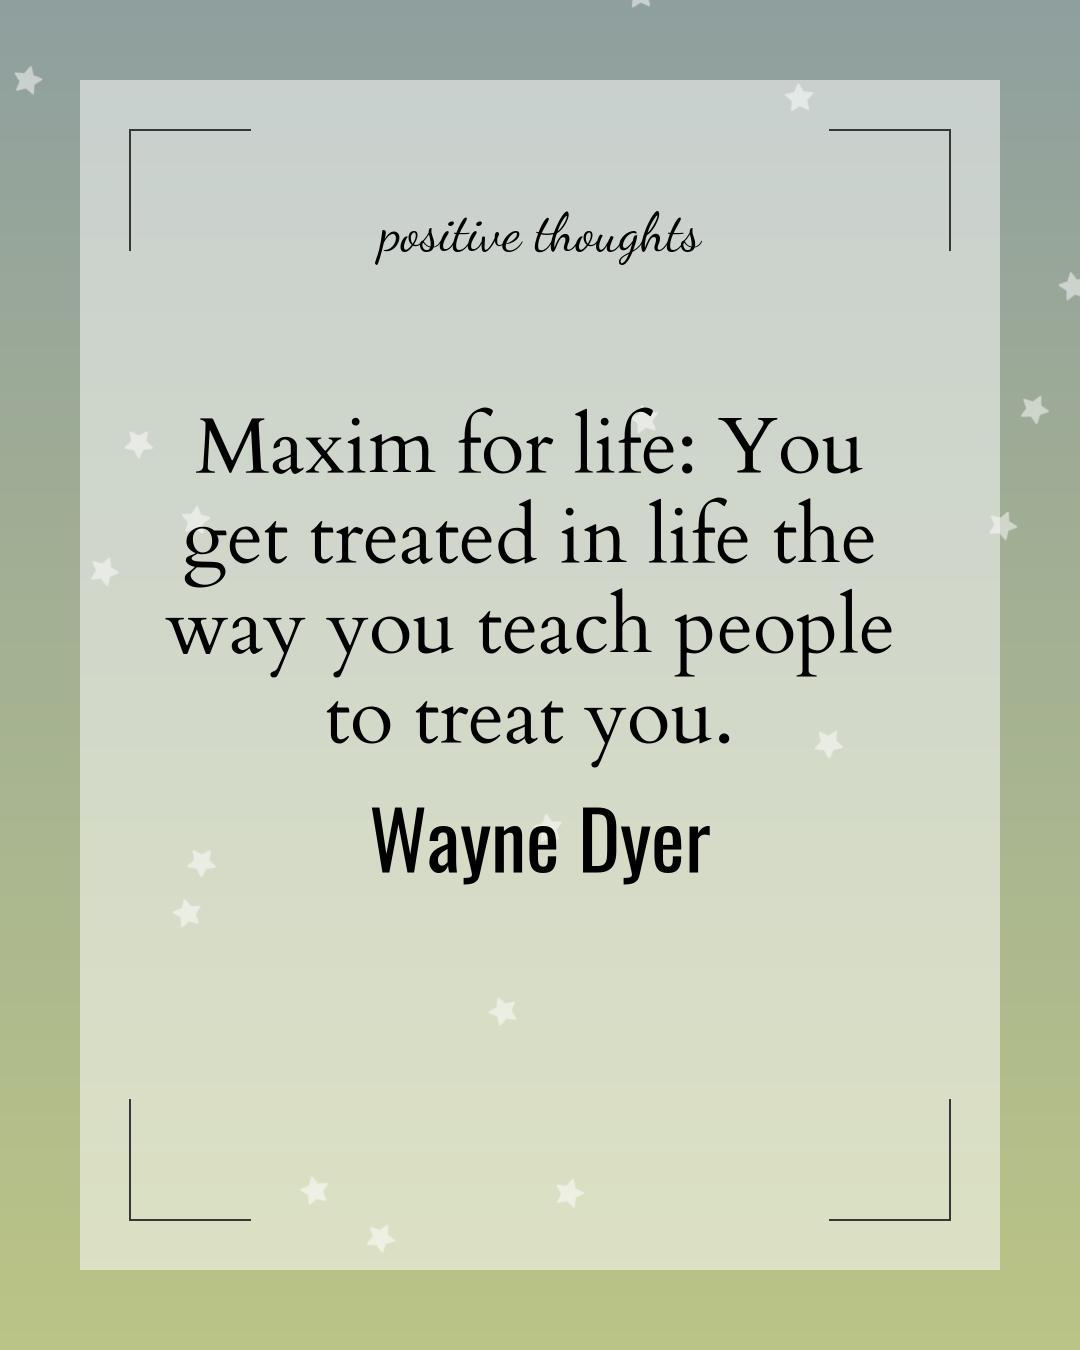 positive thoughts
Maxim for life: You
get treated in life the
way you teach people
to treat you.
Wayne Dyer